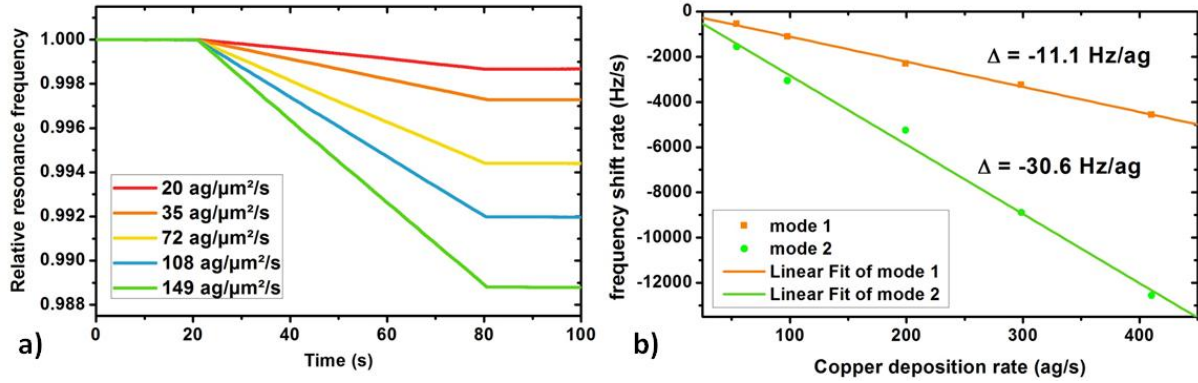 Relative resonance frequency
1.000
0.998
0.996
0.994
0.992
0.990
0.988
20 ag/µm²/s
35 ag/µm²/s
72 ag/µm²/s
108 ag/µm²/s
149 ag/µm²/s
0 20 40 60 80 100
Time (s)
a)
frequency shift rate (Hz/s)
0
-2000
-4000
-6000
-8000
-10000
-12000
Δ = -11.1 Hz/ag
Δ = -30.6 Hz/ag
mode 1
mode 2
Linear Fit of mode 1
Linear Fit of mode 2
100 200 300 400
Copper deposition rate (ag/s)
b)